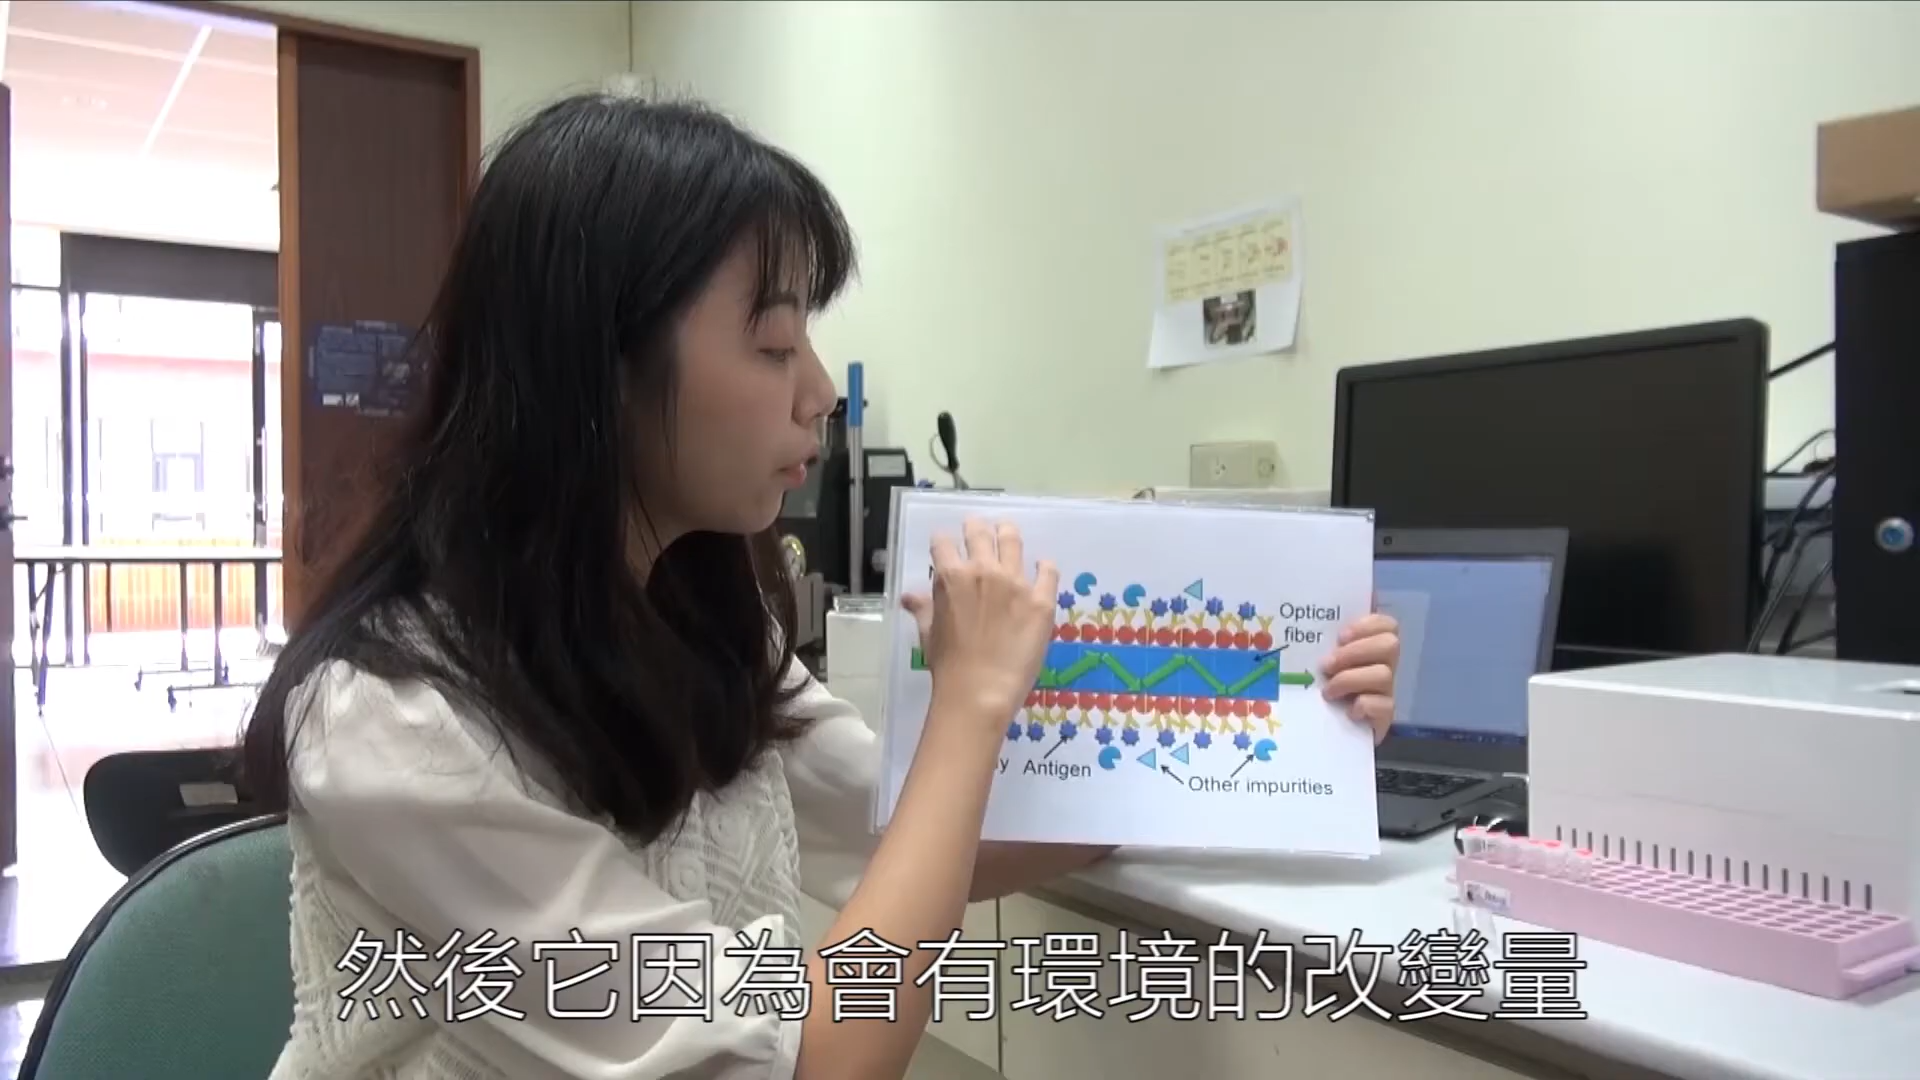 Optical
fiber
y
Antigen
Other impurities
然後它因為會有環境的改變量